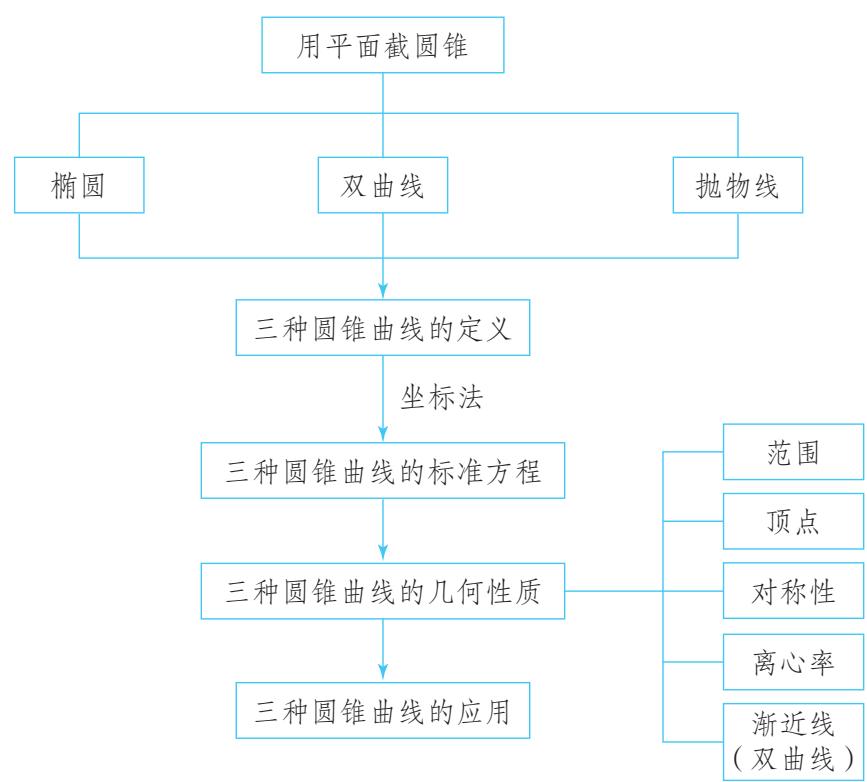 用平面截圆锥
椭圆
双曲线
抛物线
三种圆锥曲线的定义
坐标法
三种圆锥曲线的标准方程
三种圆锥曲线的几何性质
三种圆锥曲线的应用
范围
顶点
对称性
离心率
渐近线
（双曲线）